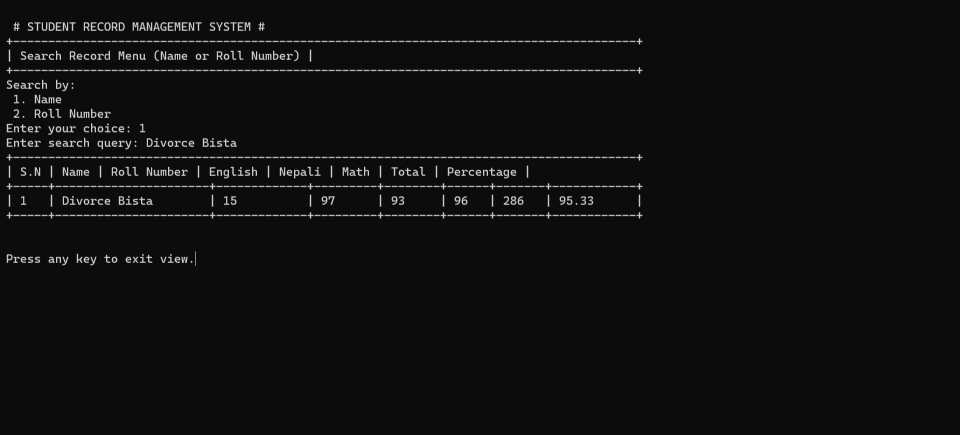 # STUDENT RECORD MANAGEMENT SYSTEM #
+-----------------------------------------------------------------------------------------+
| Search Record Menu (Name or Roll Number) |
+-----------------------------------------------------------------------------------------+
Search by:
1. Name
2. Roll Number
Enter your choice: 1
Enter search query: Divorce Bista
+-----------------------------------------------------------------------------------------+
| S.N | Name | Roll Number | English | Nepali | Math | Total | Percentage |
+-----+----------------------+-------------+---------+--------+------+-------+------------+
| 1   | Divorce Bista        | 15          | 97      | 93     | 96   | 286   | 95.33      |
+-----+----------------------+-------------+---------+--------+------+-------+------------+
Press any key to exit view.